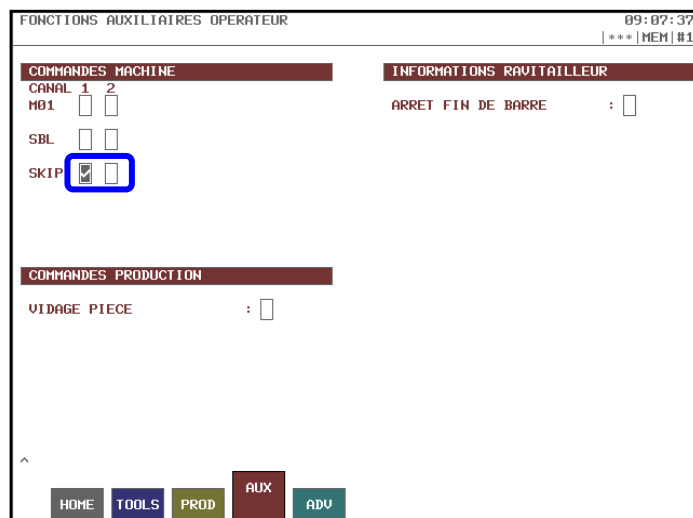 FONCTIONS AUXILIAIRES OPERATEUR
09:07:37
|***|MEM|#1
COMMANDES MACHINE
CANAL 1 2
M01
SBL
SKIP
INFORMATIONS RAVITAILLEUR
ARRET FIN DE BARRE :
COMMANDES PRODUCTION
VIDAGE PIECE :
^
HOME TOOLS PROD AUX ADV